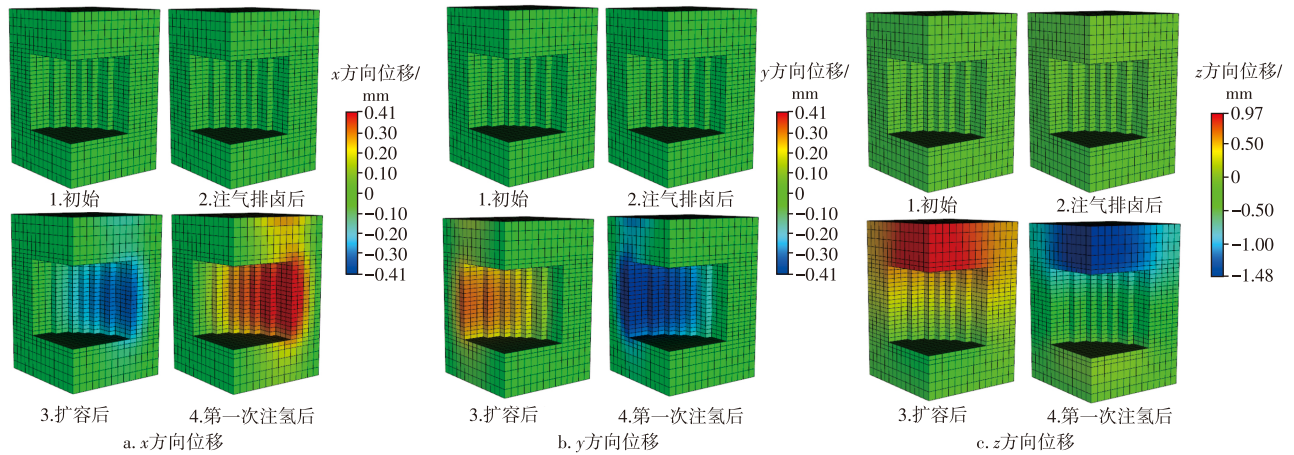 x方向位移/
mm
0.41
0.30
0.20
0.10
0
−0.10
−0.20
−0.30
−0.41
1.初始
2.注气排卤后
3.扩容后
4.第一次注氢后
a. x方向位移
y方向位移/
mm
0.41
0.30
0.20
0.10
0
−0.10
−0.20
−0.30
−0.41
1.初始
2.注气排卤后
3.扩容后
4.第一次注氢后
b. y方向位移
z方向位移/
mm
0.97
0.50
0
−0.50
−1.00
−1.48
1.初始
2.注气排卤后
3.扩容后
4.第一次注氢后
c. z方向位移